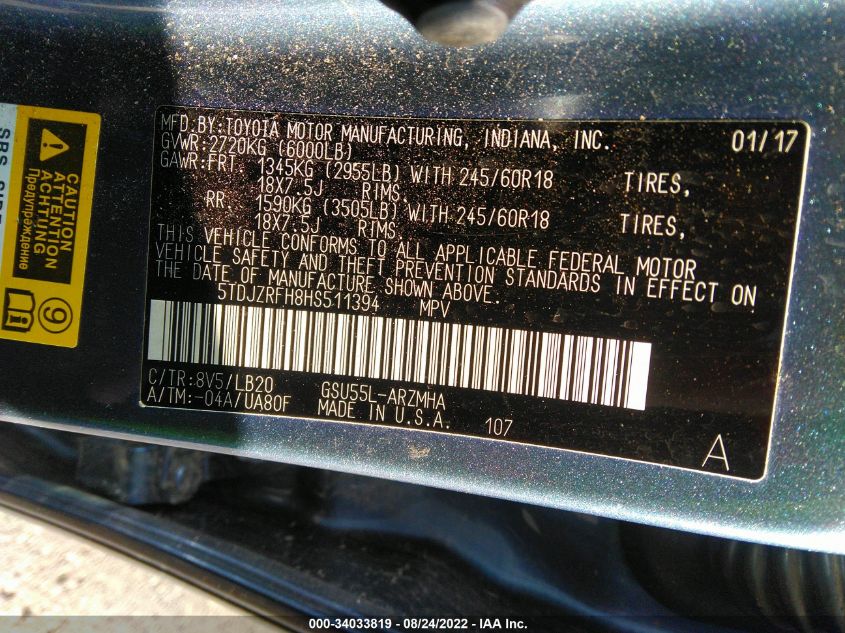 MFD.BY:TOYOTA MOTOR MANUFACTURING, INDIANA, INC. 01/17
GVWR:2720KG (6000LB)
GAWR:FRT. 1345KG (2955LB) WITH 245/60R18 TIRES,
18X7.5J RIMS.
RR. 1590KG (3505LB) WITH 245/60R18 TIRES,
18X7.5J RIMS.
THIS VEHICLE CONFORMS TO ALL APPLICABLE FEDERAL MOTOR
VEHICLE SAFETY AND THEFT PREVENTION STANDARDS IN EFFECT ON
THE DATE OF MANUFACTURE SHOWN ABOVE.
5TDJZRFH8HS511394 MPV
C/TR:8V5/LB20 GSU55L-ARZMHA
A/TM:-04A/UA80F MADE IN U.S.A. 107
A
CAUTION
ATTENTION
ACHTUNG
Предупреждение
9
SRS
000-34033819 • 08/24/2022 - IAA Inc.